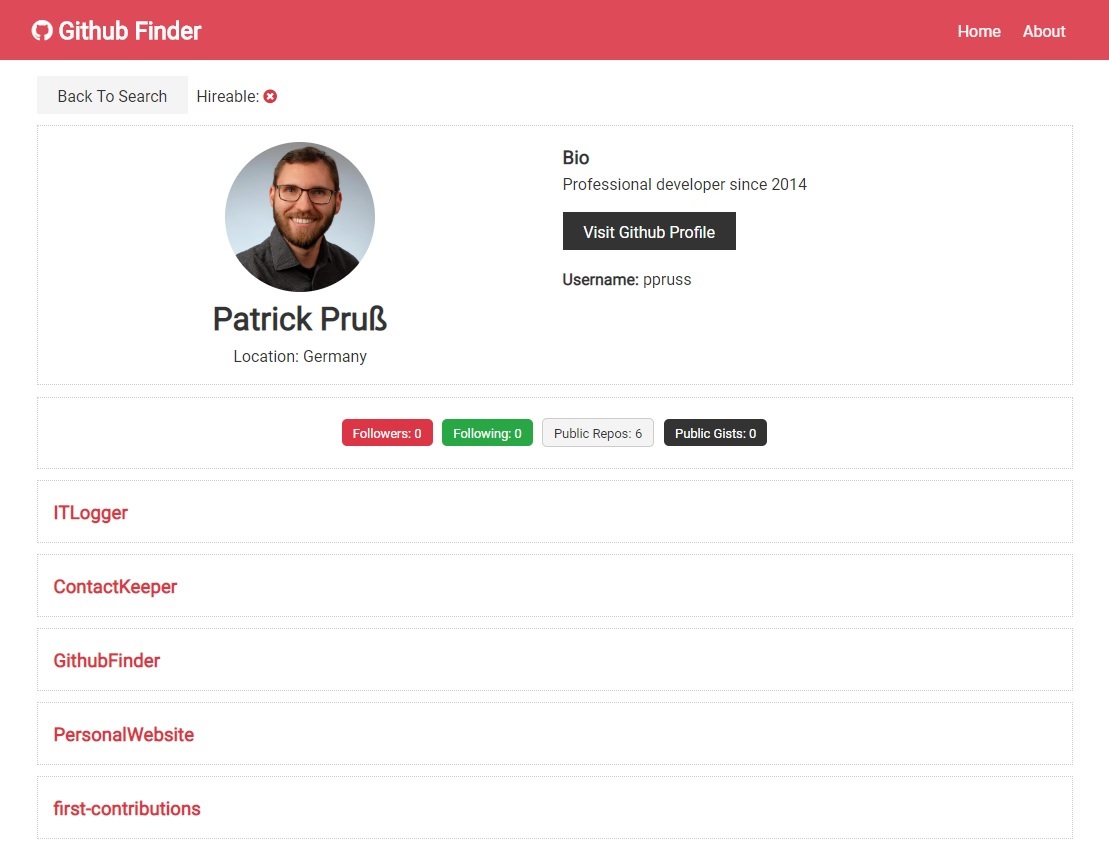 Github Finder
Home
About
Back To Search
Hireable:
Patrick Pruß
Location: Germany
Bio
Professional developer since 2014
Visit Github Profile
Username: ppruss
Followers: 0
Following: 0
Public Repos: 6
Public Gists: 0
ITLogger
ContactKeeper
GithubFinder
PersonalWebsite
first-contributions